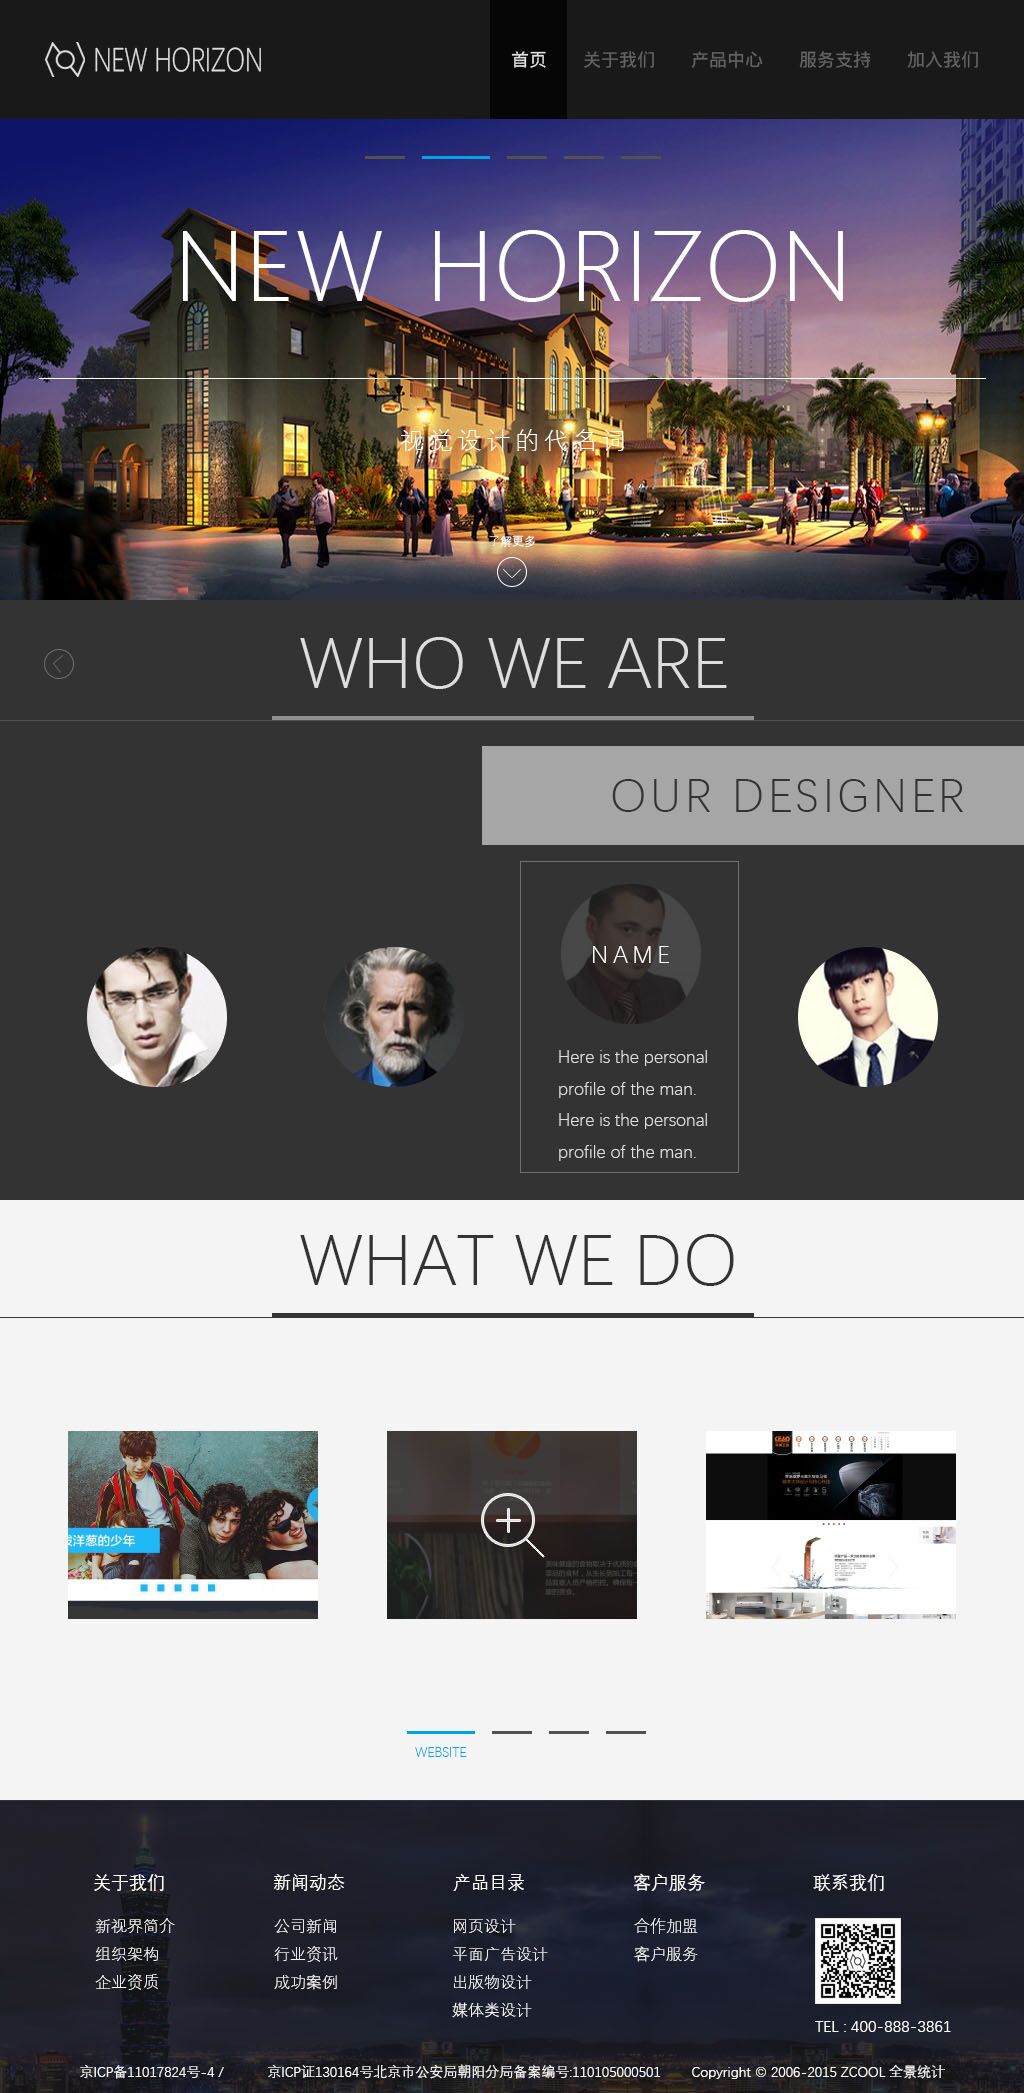 NEW HORIZON
首页 关于我们 产品中心 服务支持 加入我们
NEW HORIZON
视觉设计的代名词
了解更多
WHO WE ARE
OUR DESIGNER
NAME
Here is the personal
profile of the man.
Here is the personal
profile of the man.
WHAT WE DO
洋葱的少年
WEBSITE
关于我们 新闻动态 产品目录 客户服务 联系我们
新视界简介 公司新闻 网页设计 合作加盟
组织架构 行业资讯 平面广告设计 客户服务
企业资质 成功案例 出版物设计
媒体类设计
TEL : 400-888-3861
京ICP备11017824号-4 / 京ICP证130164号北京市公安局朝阳分局备案编号:110105000501 Copyright © 2006-2015 ZCOOL 全景统计